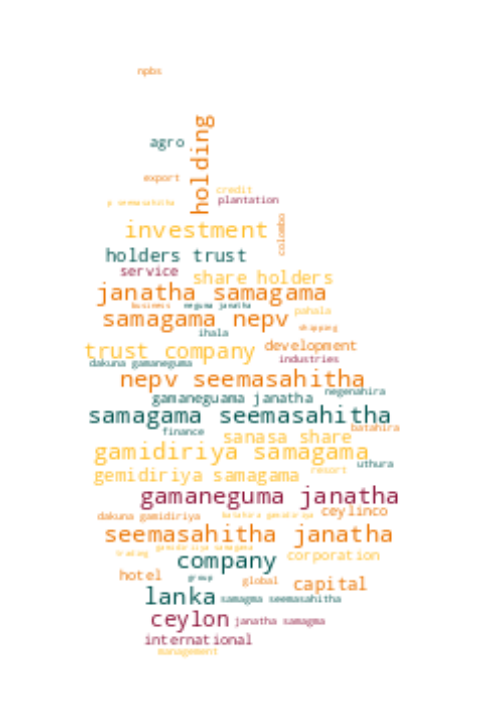 npbs
holding
agro
export
credit
plantation
p seemasahitha
colombo
investment
holders trust
service
share holders
janatha samagama
business
neguma janatha
pahala
samagama nepv
shipping
ihala
trust company
development
industries
dakuna gamaneguma
nepv seemasahitha
negenahira
gamaneguama janatha
samagama seemasahitha
batahira
finance
sanasa share
gamidiriya samagama
uthura
gemidiriya samagama
resort
gamaneguma janatha
dakuna gamidiriya
batahira gamidiriya
ceylinco
seemasahitha janatha
gamidiriya samagama
trading
corporation
company
hotel
group
global
capital
lanka
samagma seemasahitha
ceylon
janatha samagma
international
management